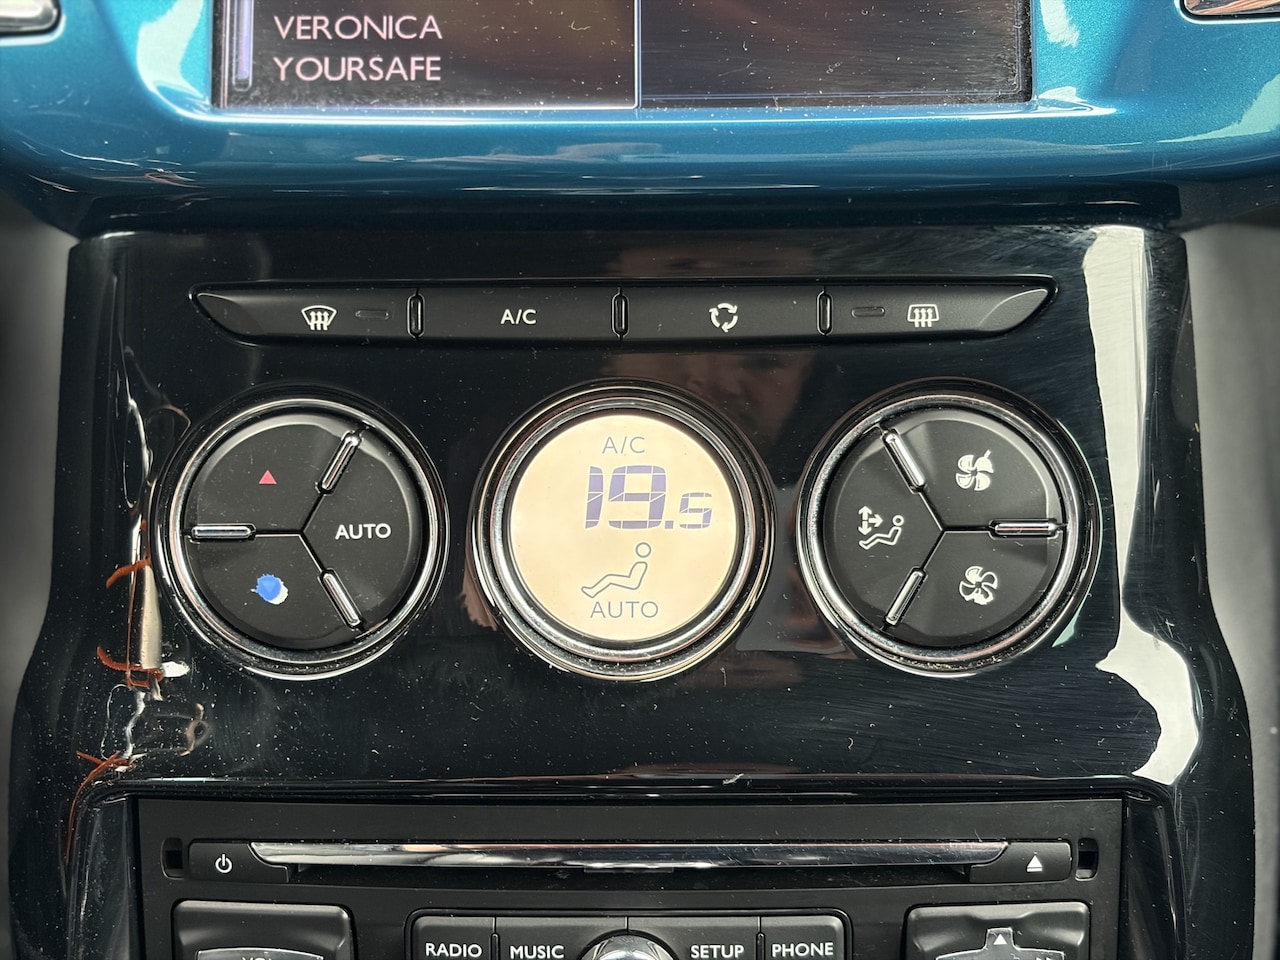 VERONICA
YOURSAFE
A/C
A/C
19.5
AUTO
AUTO
RADIO
MUSIC
SETUP
PHONE